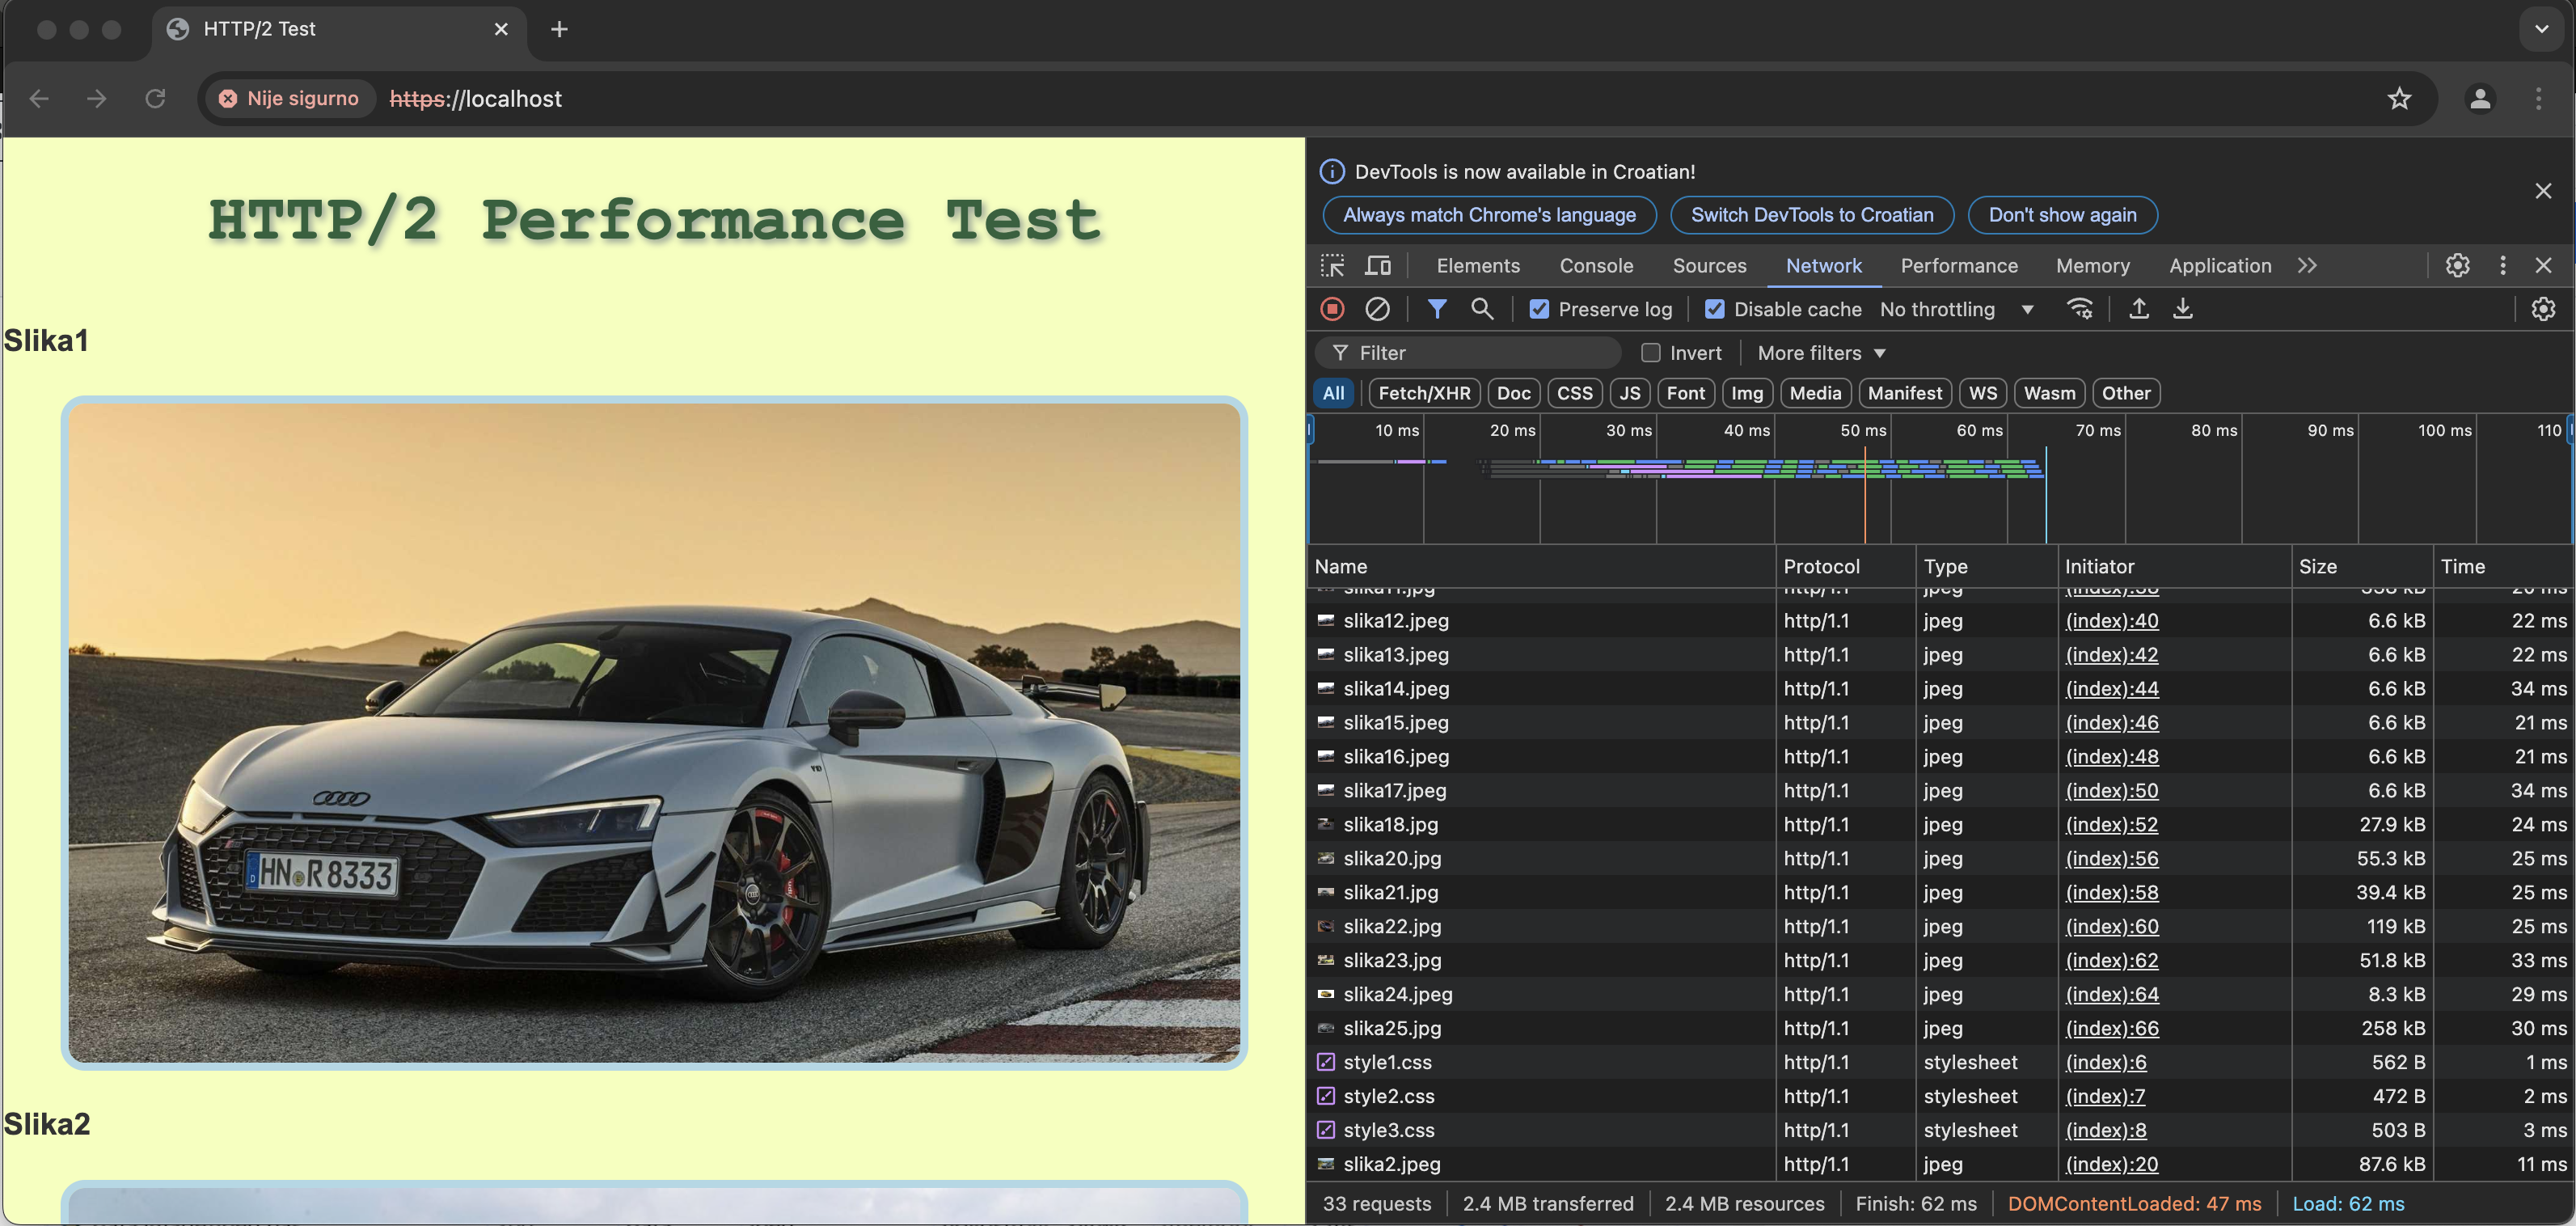 HTTP/2 Test
Nije sigurno
https://localhost
HTTP/2 Performance Test
Slika1
HN R 8333
Slika2
DevTools is now available in Croatian!
Always match Chrome's language
Switch DevTools to Croatian
Don't show again
Elements Console Sources Network Performance Memory Application
Preserve log Disable cache No throttling
Filter Invert More filters
All Fetch/XHR Doc CSS JS Font Img Media Manifest WS Wasm Other
10 ms 20 ms 30 ms 40 ms 50 ms 60 ms 70 ms 80 ms 90 ms 100 ms 110
Name Protocol Type Initiator Size Time
slika12.jpeg http/1.1 jpeg (index):40 6.6 kB 22 ms
slika13.jpeg http/1.1 jpeg (index):42 6.6 kB 22 ms
slika14.jpeg http/1.1 jpeg (index):44 6.6 kB 34 ms
slika15.jpeg http/1.1 jpeg (index):46 6.6 kB 21 ms
slika16.jpeg http/1.1 jpeg (index):48 6.6 kB 21 ms
slika17.jpeg http/1.1 jpeg (index):50 6.6 kB 34 ms
slika18.jpg http/1.1 jpeg (index):52 27.9 kB 24 ms
slika20.jpg http/1.1 jpeg (index):56 55.3 kB 25 ms
slika21.jpg http/1.1 jpeg (index):58 39.4 kB 25 ms
slika22.jpg http/1.1 jpeg (index):60 119 kB 25 ms
slika23.jpg http/1.1 jpeg (index):62 51.8 kB 33 ms
slika24.jpeg http/1.1 jpeg (index):64 8.3 kB 29 ms
slika25.jpg http/1.1 jpeg (index):66 258 kB 30 ms
style1.css http/1.1 stylesheet (index):6 562 B 1 ms
style2.css http/1.1 stylesheet (index):7 472 B 2 ms
style3.css http/1.1 stylesheet (index):8 503 B 3 ms
slika2.jpeg http/1.1 jpeg (index):20 87.6 kB 11 ms
33 requests 2.4 MB transferred 2.4 MB resources Finish: 62 ms DOMContentLoaded: 47 ms Load: 62 ms